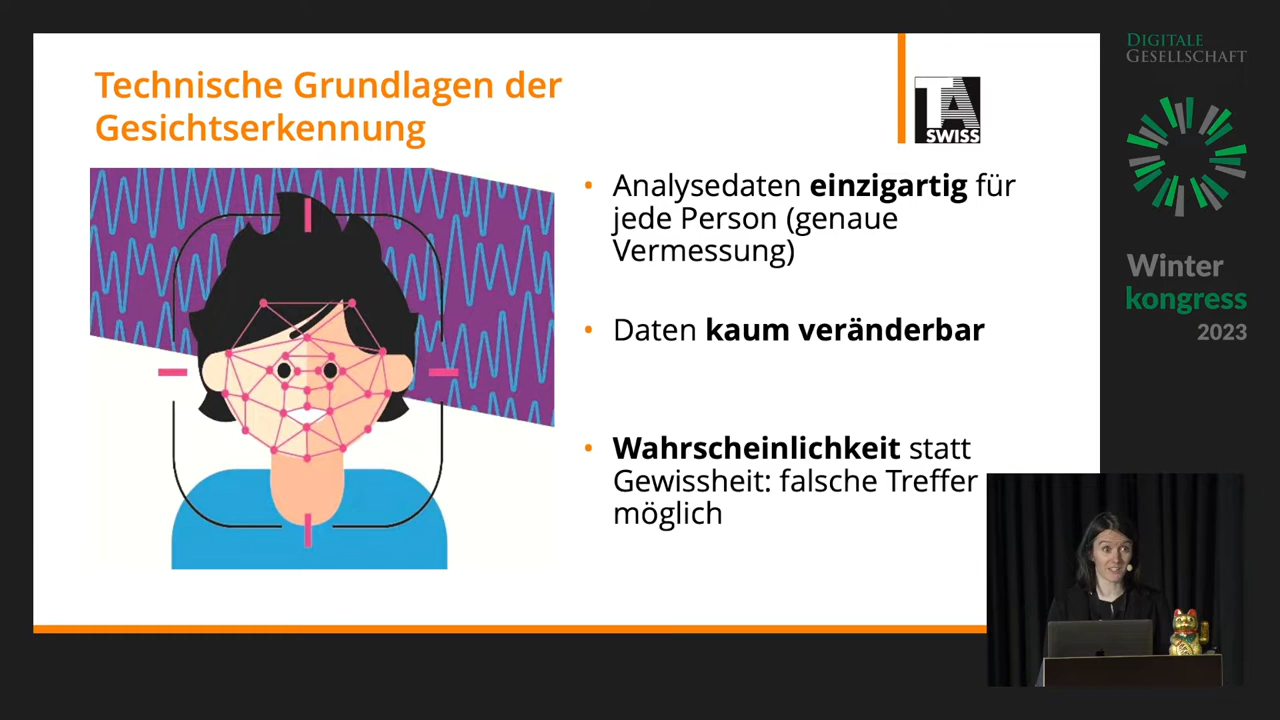 Technische Grundlagen der
Gesichtserkennung
TA
SWISS
• Analysedaten einzigartig für
jede Person (genaue
Vermessung)
• Daten kaum veränderbar
• Wahrscheinlichkeit statt
Gewissheit: falsche Treffer
möglich
DIGITALE
GESELLSCHAFT
Winter
kongress
2023